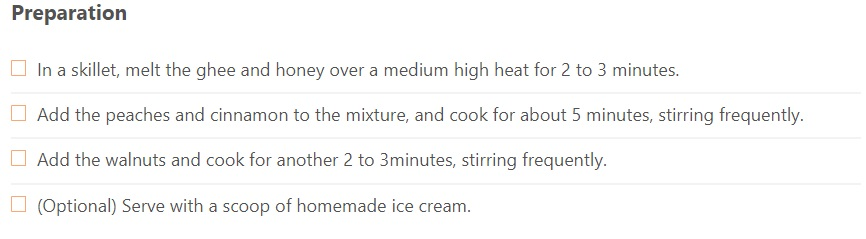 Preparation
In a skillet, melt the ghee and honey over a medium high heat for 2 to 3 minutes.
Add the peaches and cinnamon to the mixture, and cook for about 5 minutes, stirring frequently.
Add the walnuts and cook for another 2 to 3minutes, stirring frequently.
(Optional) Serve with a scoop of homemade ice cream.